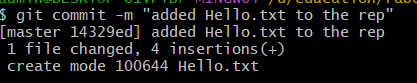 $ git commit -m "added Hello.txt to the rep"
[master 14329ed] added Hello.txt to the rep
1 file changed, 4 insertions(+)
create mode 100644 Hello.txt